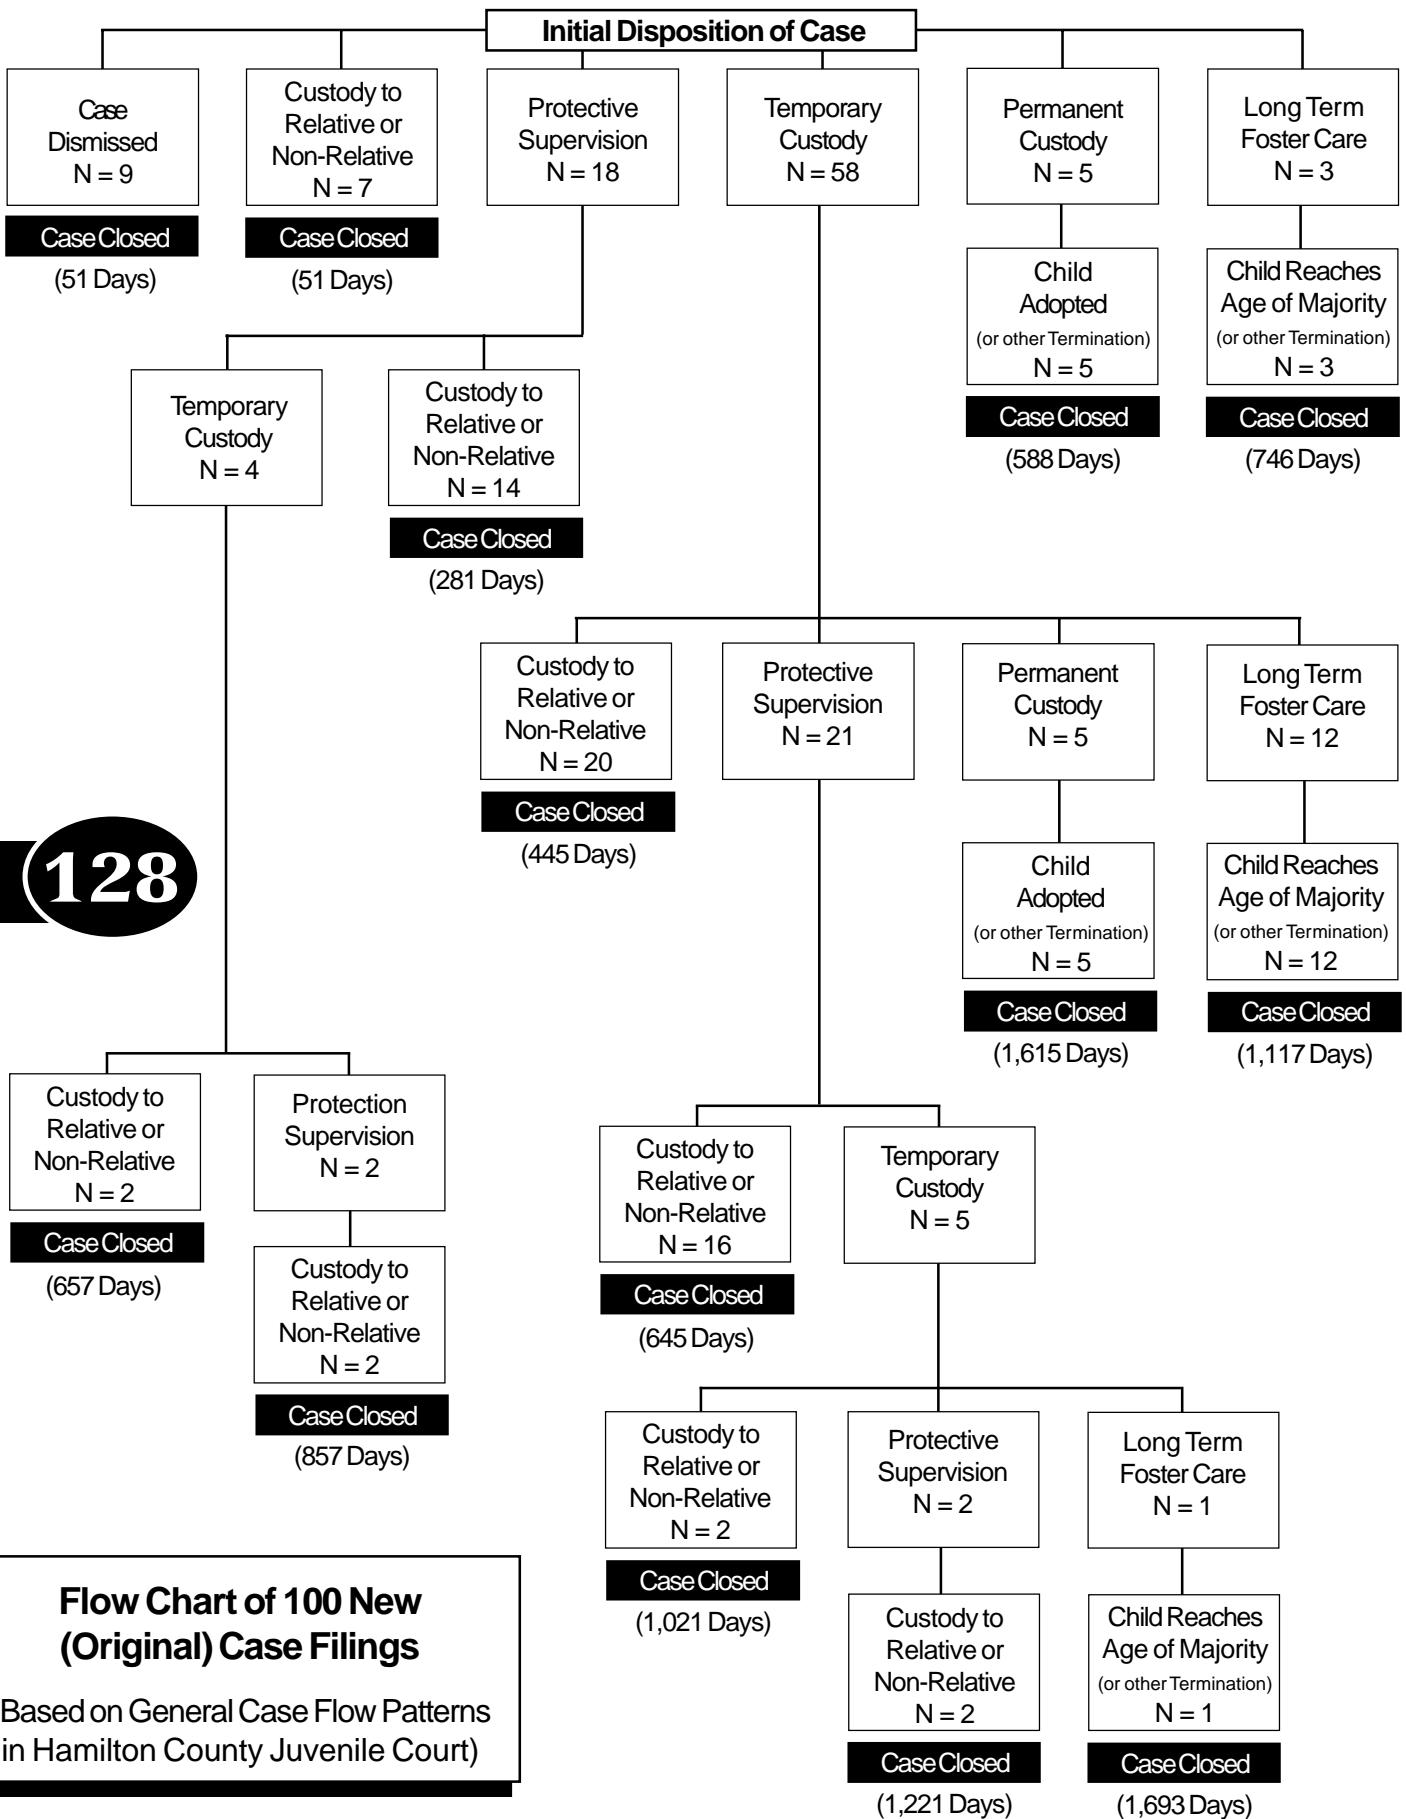 Initial Disposition of Case
Case
Dismissed
N = 9
Case Closed
(51 Days)
Custody to
Relative or
Non-Relative
N = 7
Case Closed
(51 Days)
Protective
Supervision
N = 18
Temporary
Custody
N = 58
Permanent
Custody
N = 5
Long Term
Foster Care
N = 3
Child
Adopted
(or other Termination)
N = 5
Case Closed
(588 Days)
Child Reaches
Age of Majority
(or other Termination)
N = 3
Case Closed
(746 Days)
Temporary
Custody
N = 4
Custody to
Relative or
Non-Relative
N = 14
Case Closed
(281 Days)
Custody to
Relative or
Non-Relative
N = 20
Case Closed
(445 Days)
Protective
Supervision
N = 21
Permanent
Custody
N = 5
Long Term
Foster Care
N = 12
Child
Adopted
(or other Termination)
N = 5
Case Closed
(1,615 Days)
Child Reaches
Age of Majority
(or other Termination)
N = 12
Case Closed
(1,117 Days)
128
Custody to
Relative or
Non-Relative
N = 2
Case Closed
(657 Days)
Protection
Supervision
N = 2
Custody to
Relative or
Non-Relative
N = 2
Case Closed
(857 Days)
Custody to
Relative or
Non-Relative
N = 16
Case Closed
(645 Days)
Temporary
Custody
N = 5
Custody to
Relative or
Non-Relative
N = 2
Case Closed
(1,021 Days)
Protective
Supervision
N = 2
Long Term
Foster Care
N = 1
Custody to
Relative or
Non-Relative
N = 2
Case Closed
(1,221 Days)
Child Reaches
Age of Majority
(or other Termination)
N = 1
Case Closed
(1,693 Days)
Flow Chart of 100 New
(Original) Case Filings
Based on General Case Flow Patterns
in Hamilton County Juvenile Court)